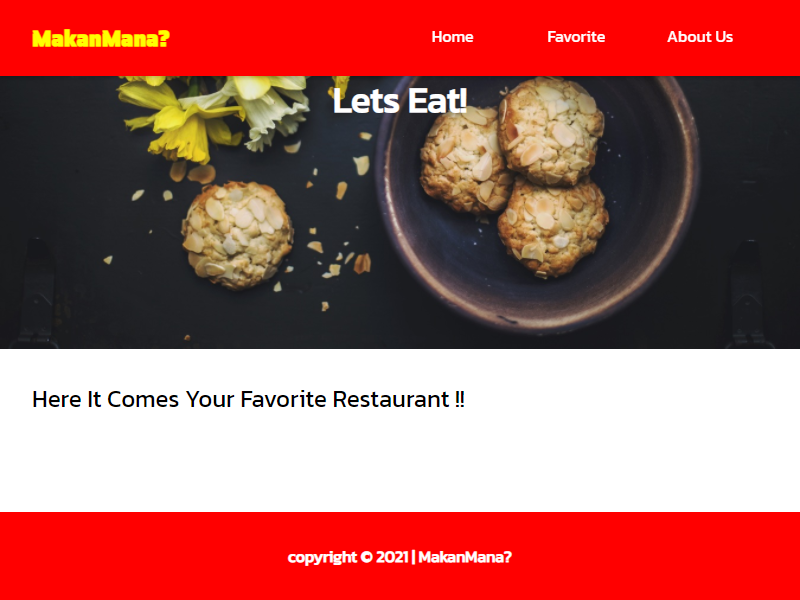 MakanMana?
Home Favorite About Us
Lets Eat!
Here It Comes Your Favorite Restaurant !!
copyright © 2021 | MakanMana?